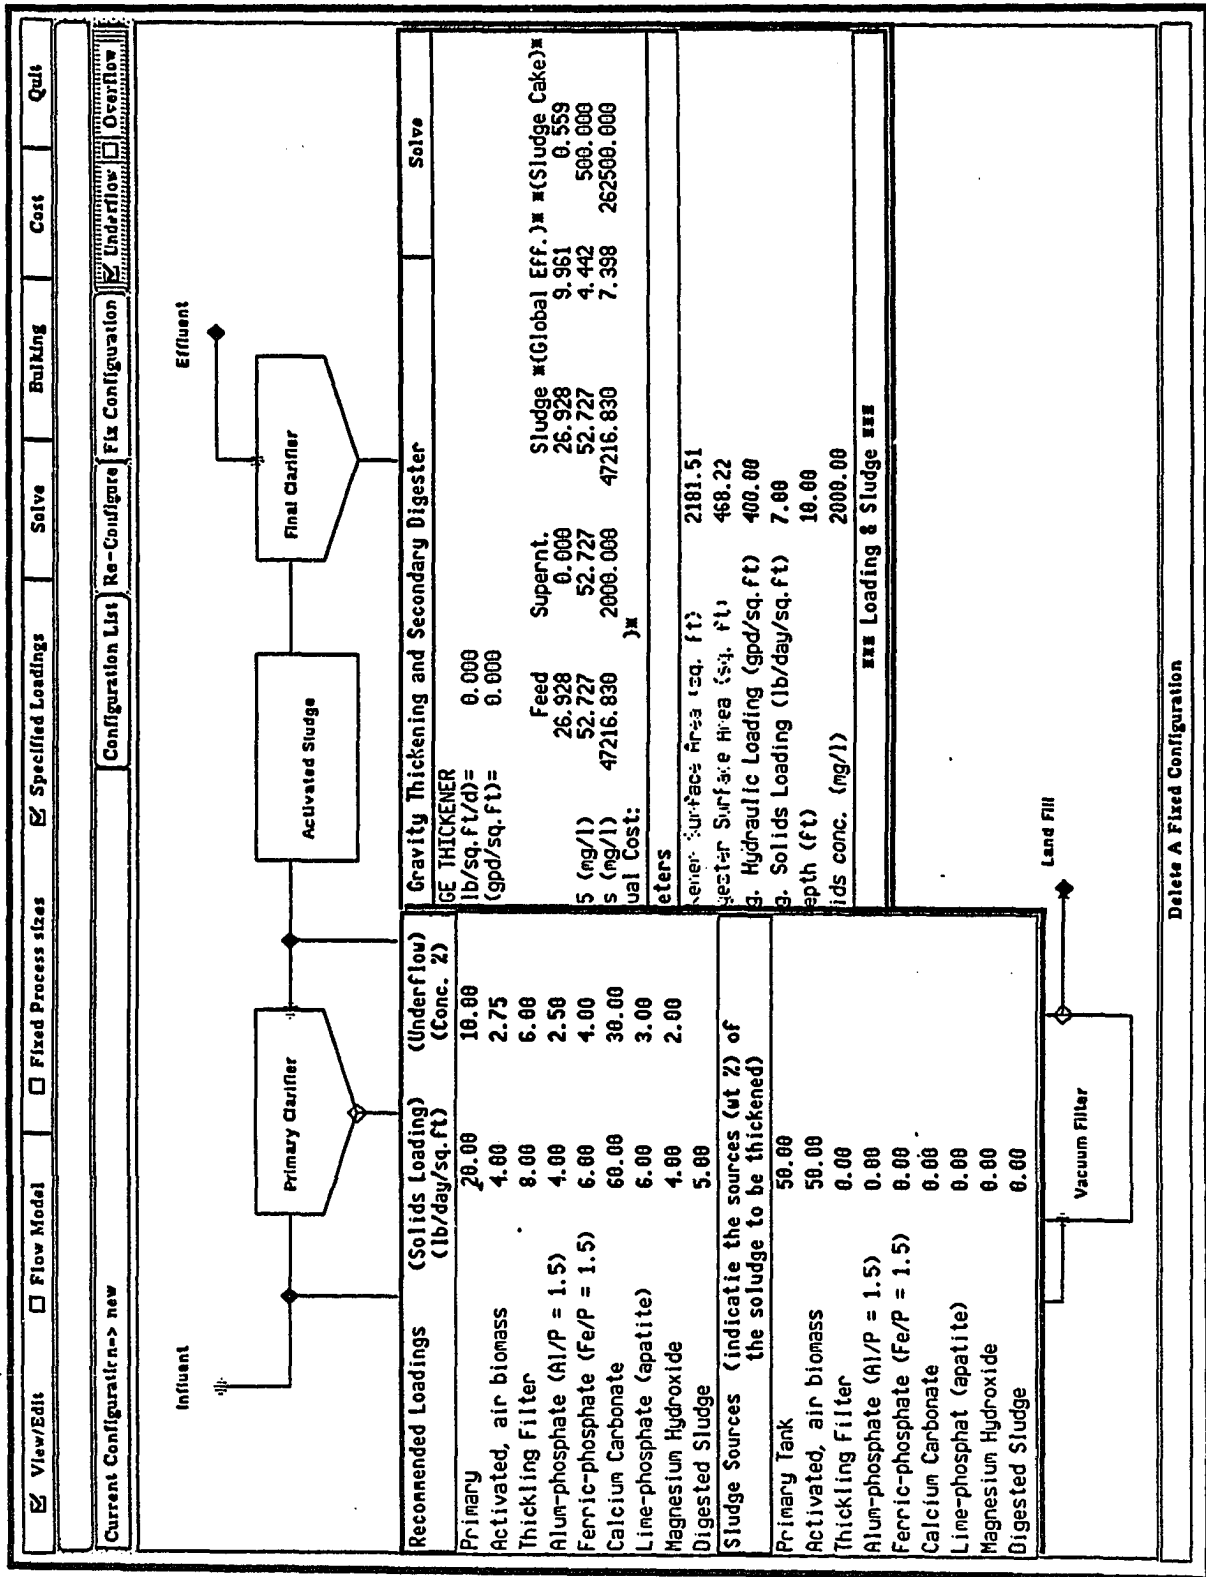 View/Edit Flow Model Fixed Process sizes Specified Loadings Solve Bulking Cost Quit
Current Configuratirn=> new Configuration List Re-Configure Fix Configuration Underflow Overflow
Influent
Primary Clarifier
Activated Sludge
Final Clarifier
Effluent
Recommended Loadings (Solids Loading) (Underflow)
(lb/day/sq.ft) (Conc. %)
Primary 20.00 10.00
Activated, air biomass 4.00 2.75
Thickling Filter 8.00 6.00
Alum-phosphate (Al/P = 1.5) 4.00 2.50
Ferric-phosphate (Fe/P = 1.5) 6.00 4.00
Calcium Carbonate 60.00 30.00
Lime-phosphate (apatite) 6.00 3.00
Magnesium Hydroxide 4.00 2.00
Digested Sludge 5.00
Sludge Sources (indicatie the sources (wt %) of
the soludge to be thickened)
Primary Tank 50.00
Activated, air biomass 50.00
Thickling Filter 0.00
Alum-phosphate (Al/P = 1.5) 0.00
Ferric-phosphate (Fe/P = 1.5) 0.00
Calcium Carbonate 0.00
Lime-phosphat (apatite) 0.00
Magnesium Hydroxide 0.00
Digested Sludge 0.00
Gravity Thickening and Secondary Digester Solve
GE THICKENER
lb/sq.ft/d)= 0.000
(gpd/sq.ft)= 0.000
Feed Supernt. Sludge *(Global Eff.)* *(Sludge Cake)*
26.928 0.000 26.928 9.961 0.559
5 (mg/l) 52.727 52.727 52.727 4.442 500.000
s (mg/l) 47216.830 2000.000 47216.830 7.398 262500.000
ual Cost: )*
eters
kener Surface Area (sq. ft) 2181.51
gester Surface Area (sq. ft) 468.22
g. Hydraulic Loading (gpd/sq.ft) 400.00
g. Solids Loading (lb/day/sq.ft) 7.00
epth (ft) 10.00
ids conc. (mg/l) 2000.00
*** Loading & Sludge ***
Vacuum Filter
Land Fill
Delete A Fixed Configuration